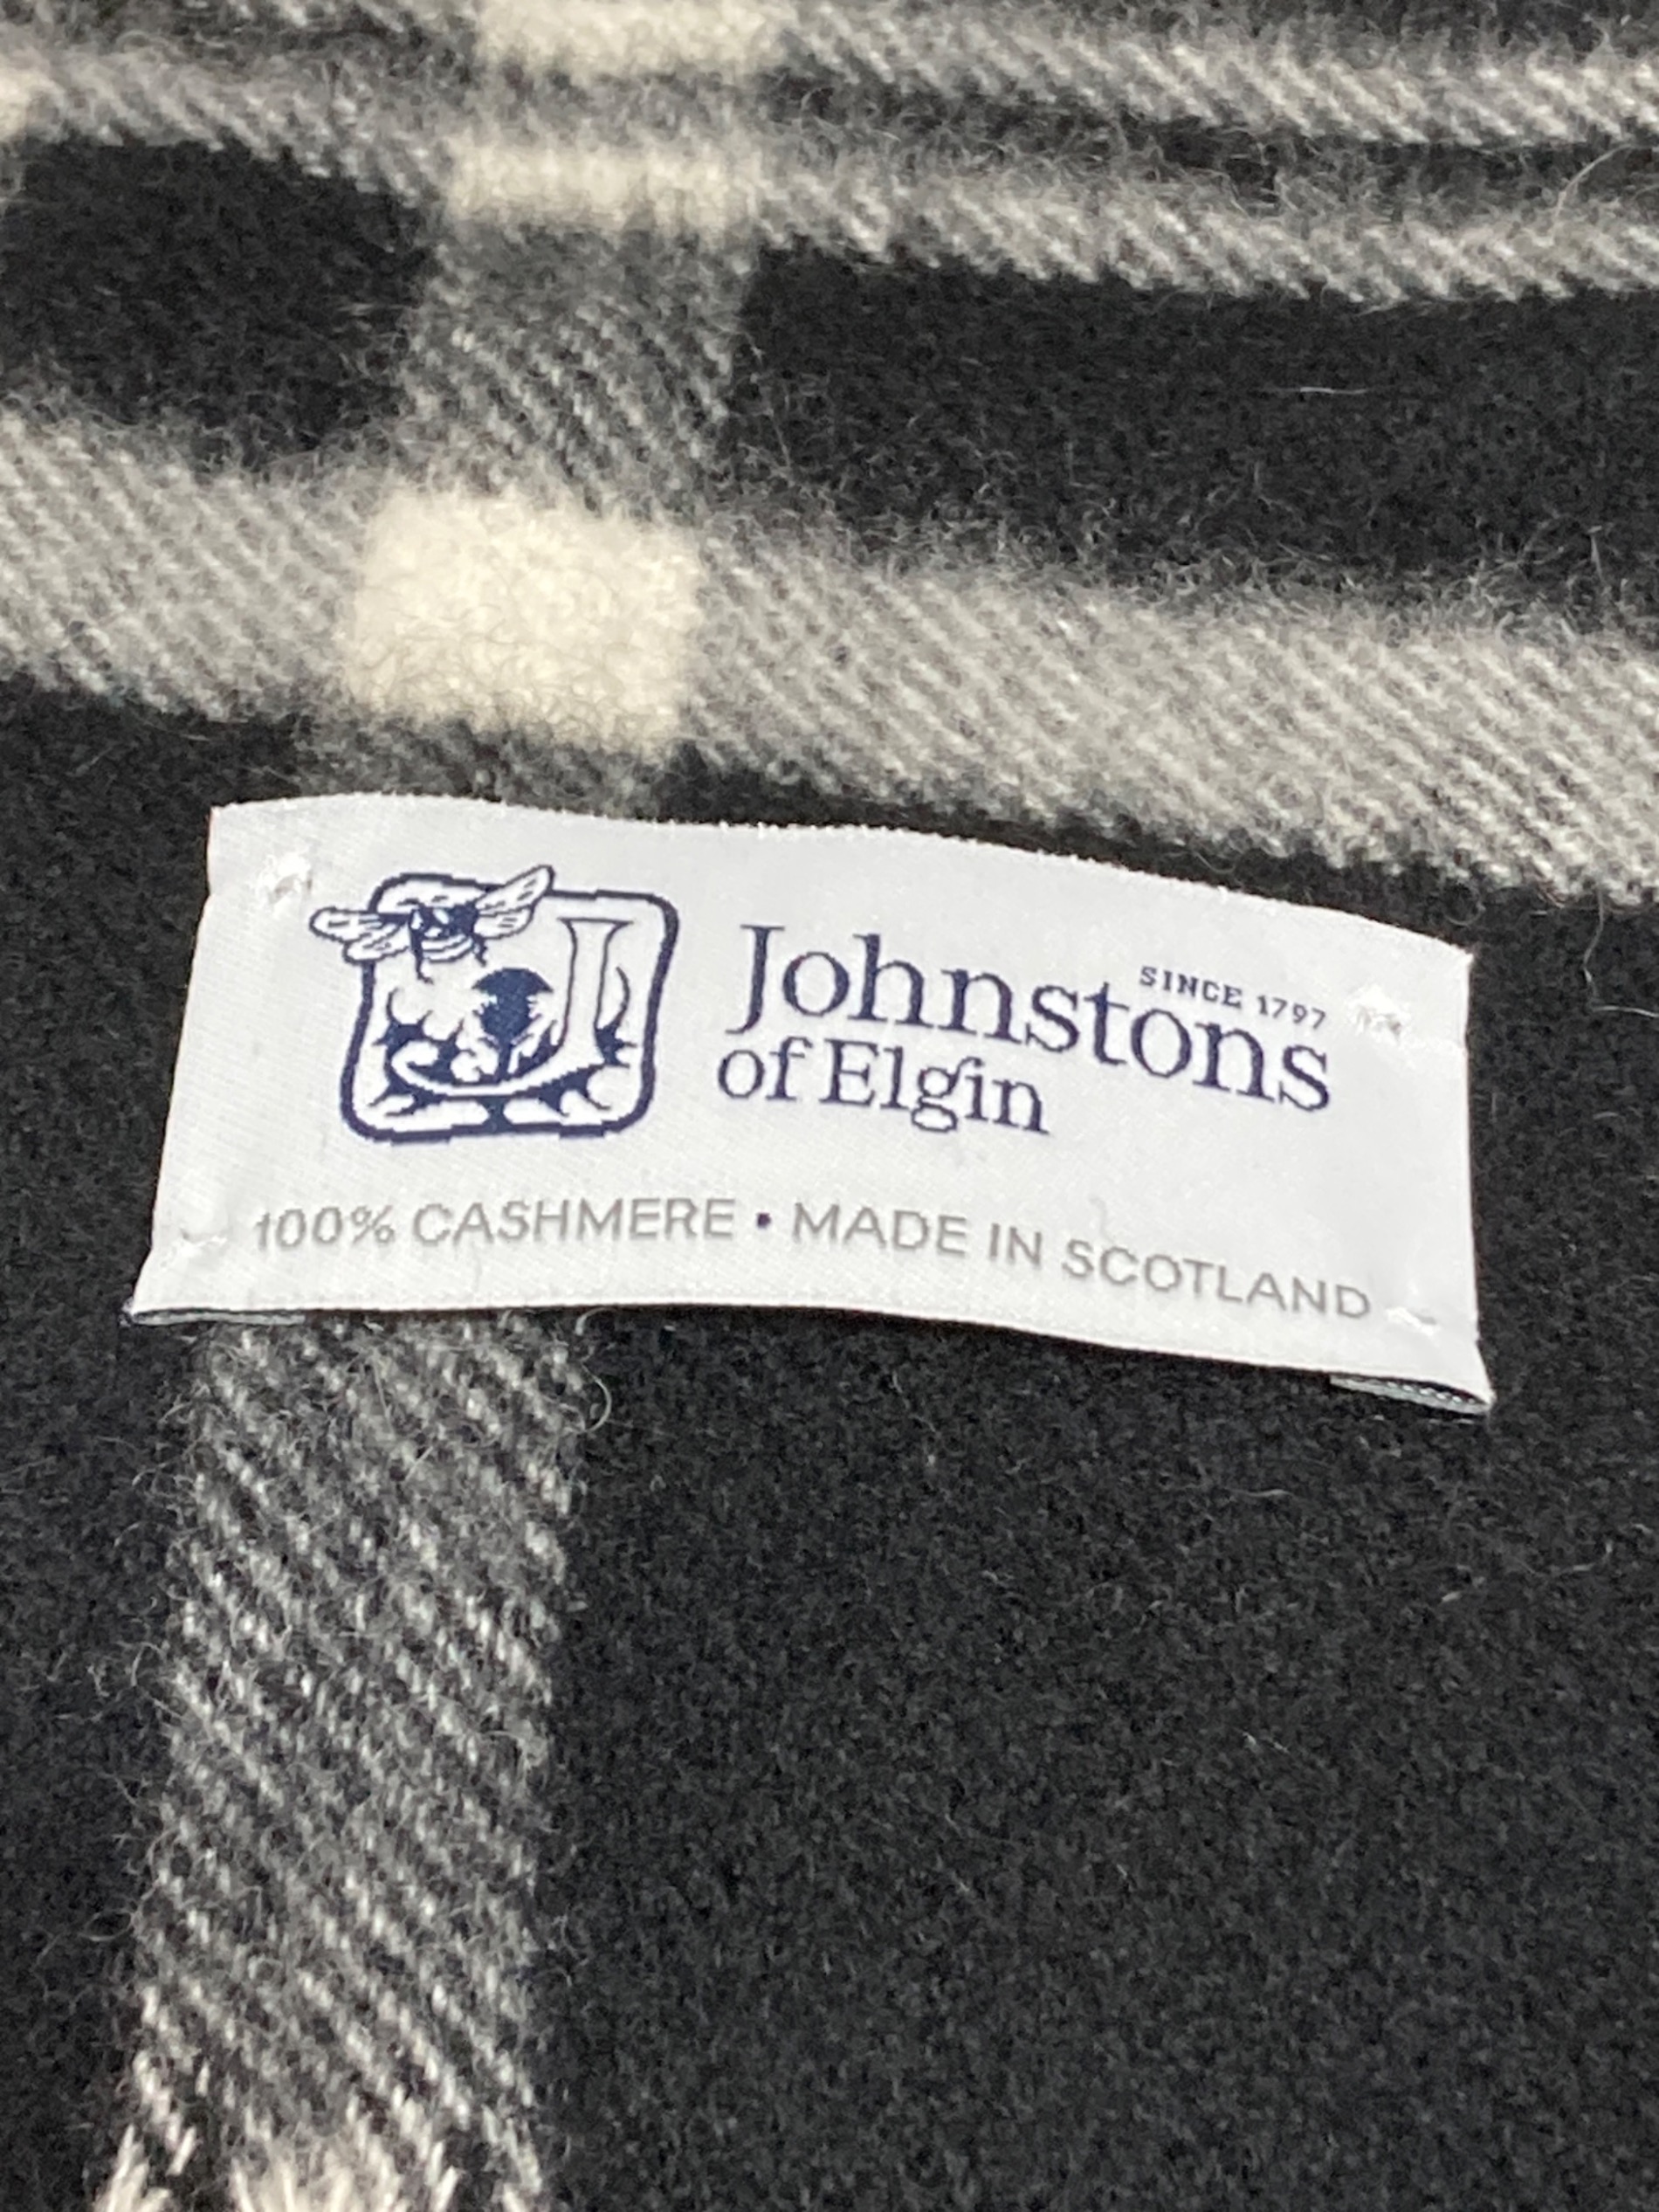 Johnstons
SINCE 1797
of Elgin
100% CASHMERE • MADE IN SCOTLAND